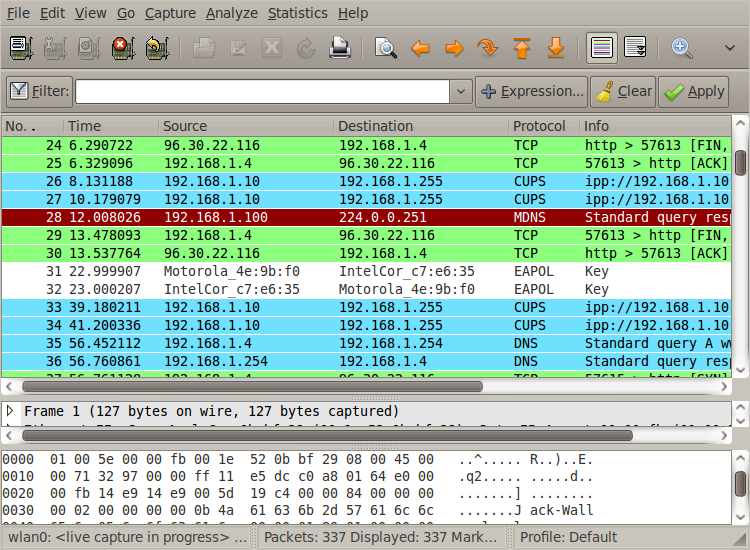 File Edit View Go Capture Analyze Statistics Help
Filter: Expression... Clear Apply
No. . Time Source Destination Protocol Info
24 6.290722 96.30.22.116 192.168.1.4 TCP http > 57613 [FIN,
25 6.329096 192.168.1.4 96.30.22.116 TCP 57613 > http [ACK]
26 8.131188 192.168.1.10 192.168.1.255 CUPS ipp://192.168.1.10
27 10.179079 192.168.1.10 192.168.1.255 CUPS ipp://192.168.1.10
28 12.008026 192.168.1.100 224.0.0.251 MDNS Standard query resp
29 13.478093 192.168.1.4 96.30.22.116 TCP 57613 > http [FIN,
30 13.537764 96.30.22.116 192.168.1.4 TCP http > 57613 [ACK]
31 22.999907 Motorola_4e:9b:f0 IntelCor_c7:e6:35 EAPOL Key
32 23.000207 IntelCor_c7:e6:35 Motorola_4e:9b:f0 EAPOL Key
33 39.180211 192.168.1.10 192.168.1.255 CUPS ipp://192.168.1.10
34 41.200336 192.168.1.10 192.168.1.255 CUPS ipp://192.168.1.10
35 56.452112 192.168.1.4 192.168.1.254 DNS Standard query A w
36 56.760861 192.168.1.254 192.168.1.4 DNS Standard query resp
Frame 1 (127 bytes on wire, 127 bytes captured)
0000 01 00 5e 00 00 fb 00 1e 52 0b bf 29 08 00 45 00 ..^..... R..)..E.
0010 00 71 32 97 00 00 ff 11 e5 dc c0 a8 01 64 e0 00 .q2..... .....d..
0020 00 fb 14 e9 14 e9 00 5d 19 c4 00 00 84 00 00 00 .......] ........
0030 00 02 00 00 00 00 0b 4a 61 63 6b 2d 57 61 6c 6c .......J ack-Wall
wlan0: <live capture in progress> ... Packets: 337 Displayed: 337 Mark... Profile: Default